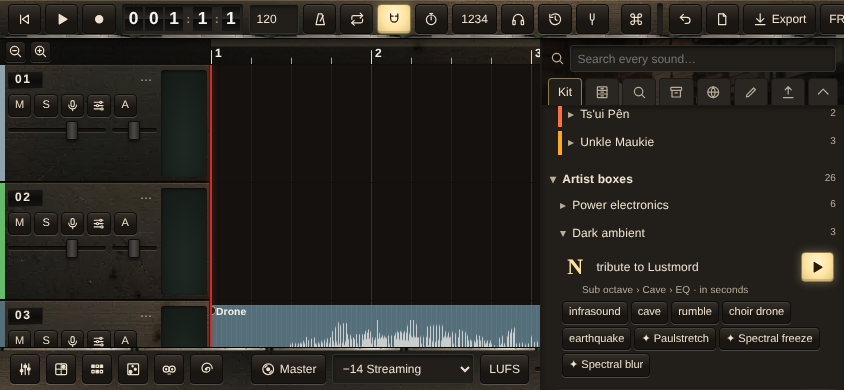 0 0 1 : 1 : 1
120
1234
Export
FR
1
2
3
01
M
S
A
02
M
S
A
03
M
S
A
Drone
Search every sound…
Kit
Ts'ui Pên
2
Unkle Maukie
3
Artist boxes
26
Power electronics
6
Dark ambient
3
N
tribute to Lustmord
Sub octave › Cave › EQ · in seconds
infrasound cave rumble choir drone
earthquake ✦ Paulstretch ✦ Spectral freeze
✦ Spectral blur
Master
−14 Streaming
LUFS